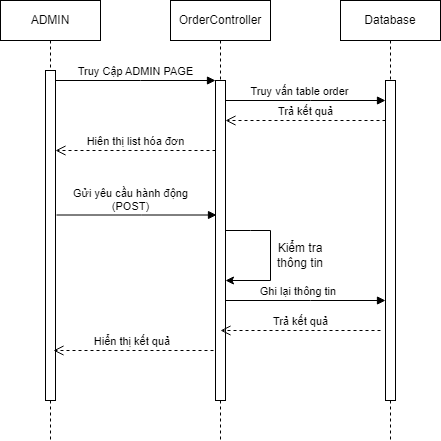 ADMIN
OrderController
Database
Truy Cập ADMIN PAGE
Truy vấn table order
Trả kết quả
Hiên thị list hóa đơn
Gửi yêu cầu hành động
(POST)
Kiểm tra
thông tin
Ghi lại thông tin
Trả kết quả
Hiển thị kết quả